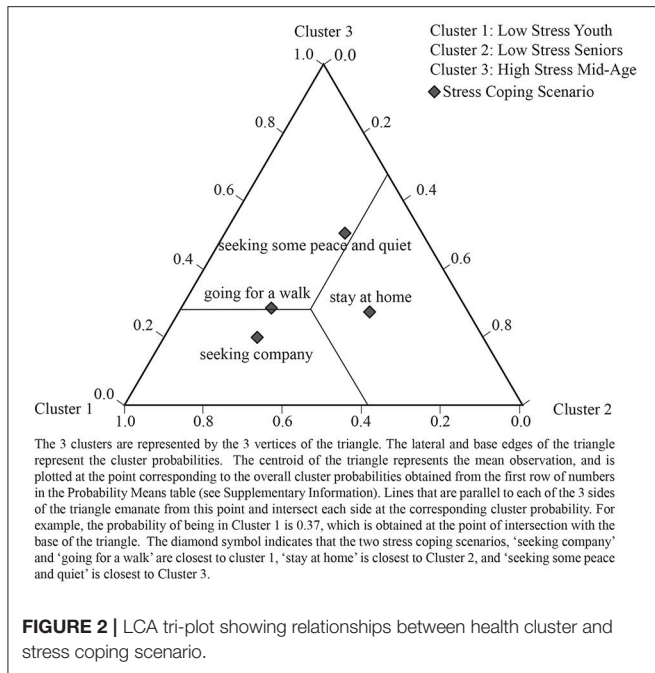 Cluster 3
Cluster 1: Low Stress Youth
Cluster 2: Low Stress Seniors
Cluster 3: High Stress Mid-Age
Stress Coping Scenario
1.0 0.0
0.8 0.2
0.6 0.4
seeking some peace and quiet
0.4 0.6
going for a walk stay at home
0.2 0.8
seeking company
0.0
Cluster 1 Cluster 2
1.0 0.8 0.6 0.4 0.2 0.0
The 3 clusters are represented by the 3 vertices of the triangle. The lateral and base edges of the triangle
represent the cluster probabilities. The centroid of the triangle represents the mean observation, and is
plotted at the point corresponding to the overall cluster probabilities obtained from the first row of numbers
in the Probability Means table (see Supplementary Information). Lines that are parallel to each of the 3 sides
of the triangle emanate from this point and intersect each side at the corresponding cluster probability. For
example, the probability of being in Cluster 1 is 0.37, which is obtained at the point of intersection with the
base of the triangle. The diamond symbol indicates that the two stress coping scenarios, ‘seeking company’
and ‘going for a walk’ are closest to cluster 1, ‘stay at home’ is closest to Cluster 2, and ‘seeking some peace
and quiet’ is closest to Cluster 3.
FIGURE 2 | LCA tri-plot showing relationships between health cluster and
stress coping scenario.